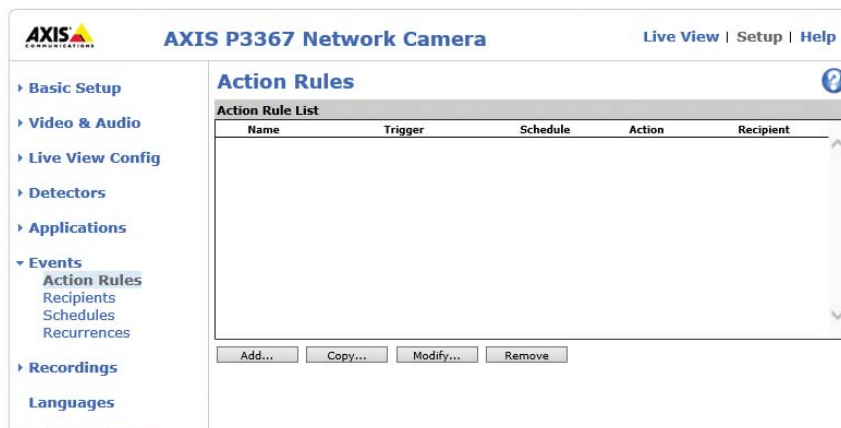 AXIS
COMMUNICATIONS
AXIS P3367 Network Camera
Live View | Setup | Help
Basic Setup
Video & Audio
Live View Config
Detectors
Applications
Events
Action Rules
Recipients
Schedules
Recurrences
Recordings
Languages
Action Rules
?
Action Rule List
Name Trigger Schedule Action Recipient
Add... Copy... Modify... Remove